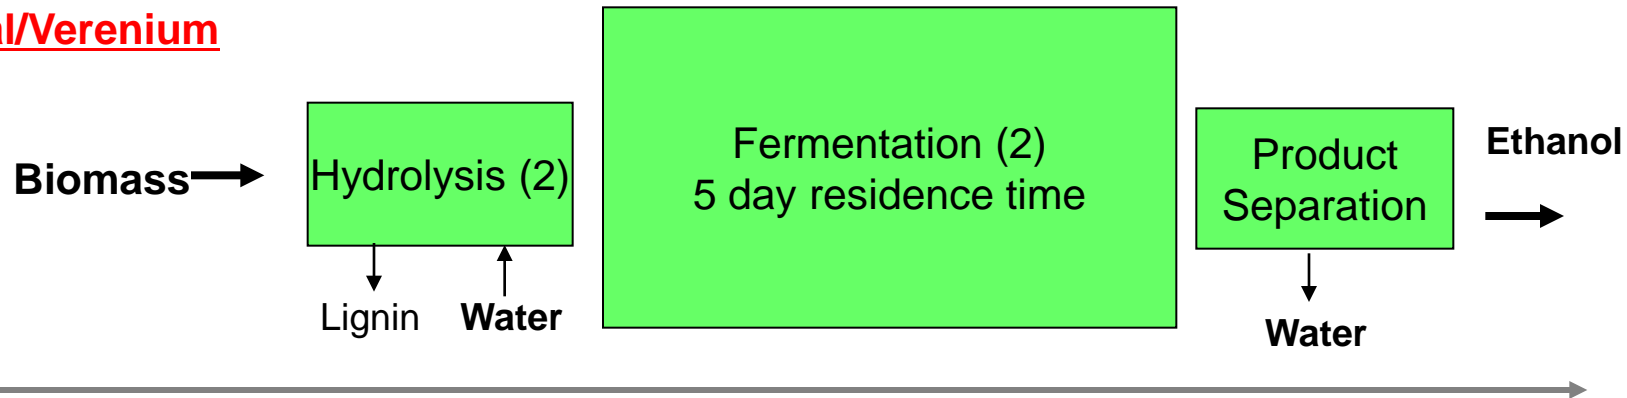 al/Verenium
Biomass
Hydrolysis (2)
Lignin
Water
Fermentation (2)
5 day residence time
Product
Separation
Water
Ethanol